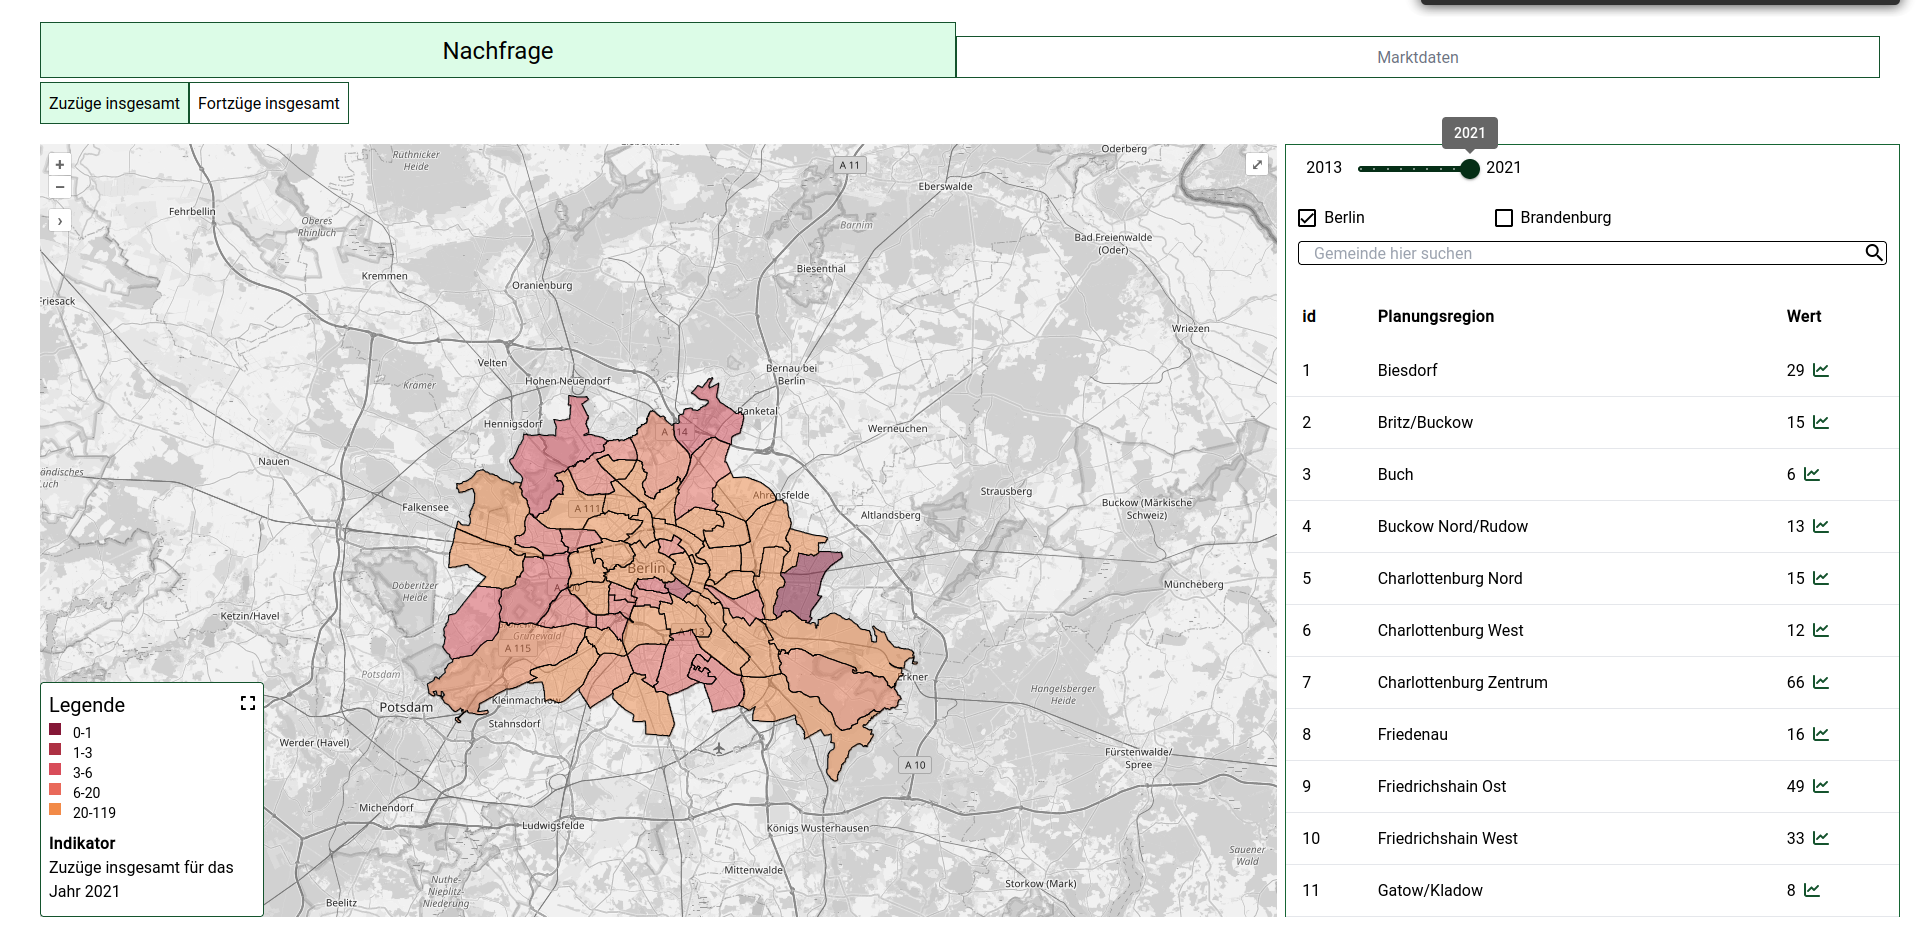 Nachfrage
Marktdaten
Zuzüge insgesamt
Fortzüge insgesamt
2021
2013
2021
Berlin
Brandenburg
Gemeinde hier suchen
id Planungsregion Wert
1 Biesdorf 29
2 Britz/Buckow 15
3 Buch 6
4 Buckow Nord/Rudow 13
5 Charlottenburg Nord 15
6 Charlottenburg West 12
7 Charlottenburg Zentrum 66
8 Friedenau 16
9 Friedrichshain Ost 49
10 Friedrichshain West 33
11 Gatow/Kladow 8
+
−
›
Ruthnicker
Heide
A 11
Oderberg
Eberswalde
Fehrbellin
Oberes
Rhinluch
Barnim
Bad Freienwalde
(Oder)
Kremmen
Biesenthal
Oranienburg
Friesack
Wriezen
Velten
Krämer
Hohen Neuendorf
Bernau bei
Berlin
Hennigsdorf
Panketal
A 114
Werneuchen
Nauen
ändisches
Luch
Ahrensfelde
Strausberg
Buckow (Märkische
Schweiz)
Falkensee
A 111
Altlandsberg
Berlin
Döberitzer
Heide
Müncheberg
Ketzin/Havel
Grunewald
A 115
Potsdam
Erkner
Kleinmachnow
Potsdam
Hangelsberger
Heide
Stahnsdorf
Werder (Havel)
Fürstenwalde/
Spree
A 10
Michendorf
Ludwigsfelde
Königs Wusterhausen
Sauener
Wald
Mittenwalde
Storkow (Mark)
Nuthe-
Nieplitz-
Niederung
Beelitz
Legende
0-1
1-3
3-6
6-20
20-119
Indikator
Zuzüge insgesamt für das
Jahr 2021